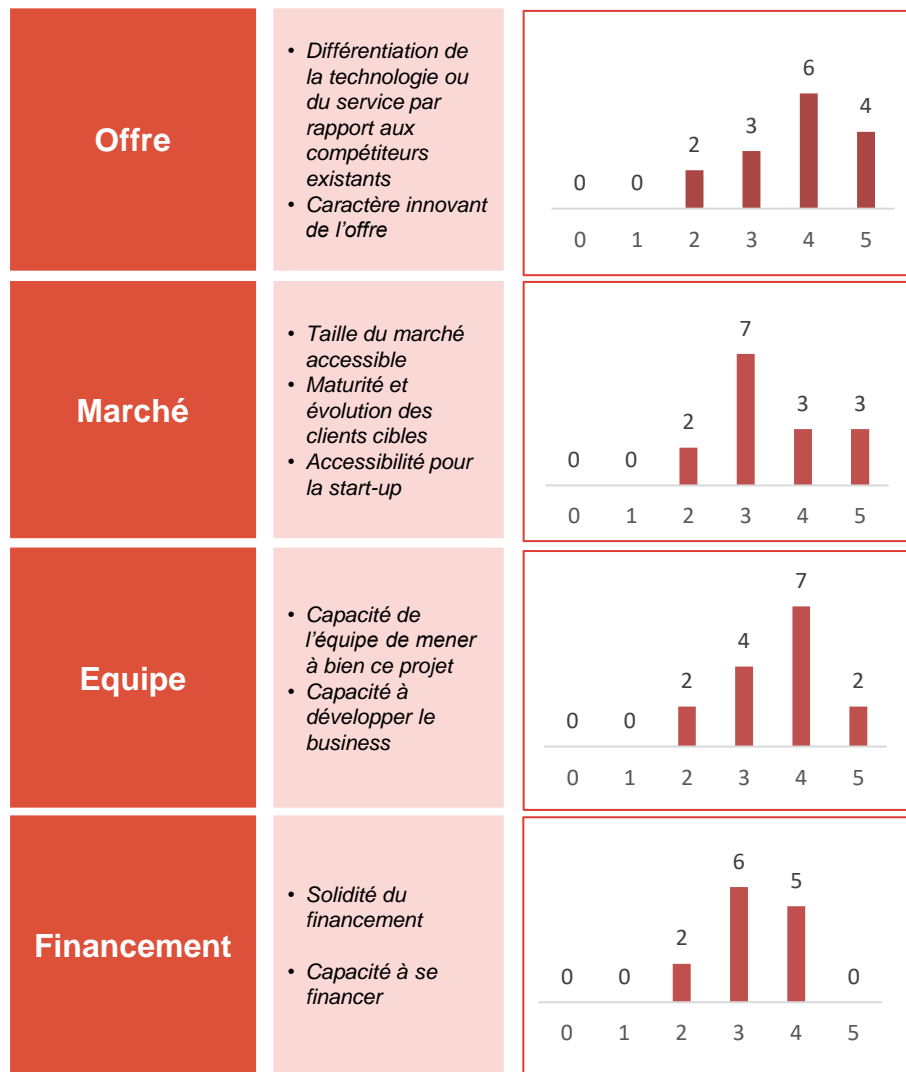 Offre
• Différentiation de
la technologie ou
du service par
rapport aux
compétiteurs
existants
• Caractère innovant
de l'offre
0 0 2 3 6 4
0 1 2 3 4 5
Marché
• Taille du marché
accessible
• Maturité et
évolution des
clients cibles
• Accessibilité pour
la start-up
0 0 2 7 3 3
0 1 2 3 4 5
Equipe
• Capacité de
l'équipe de mener
à bien ce projet
• Capacité à
développer le
business
0 0 2 4 7 2
0 1 2 3 4 5
Financement
• Solidité du
financement
• Capacité à se
financer
0 0 2 6 5 0
0 1 2 3 4 5